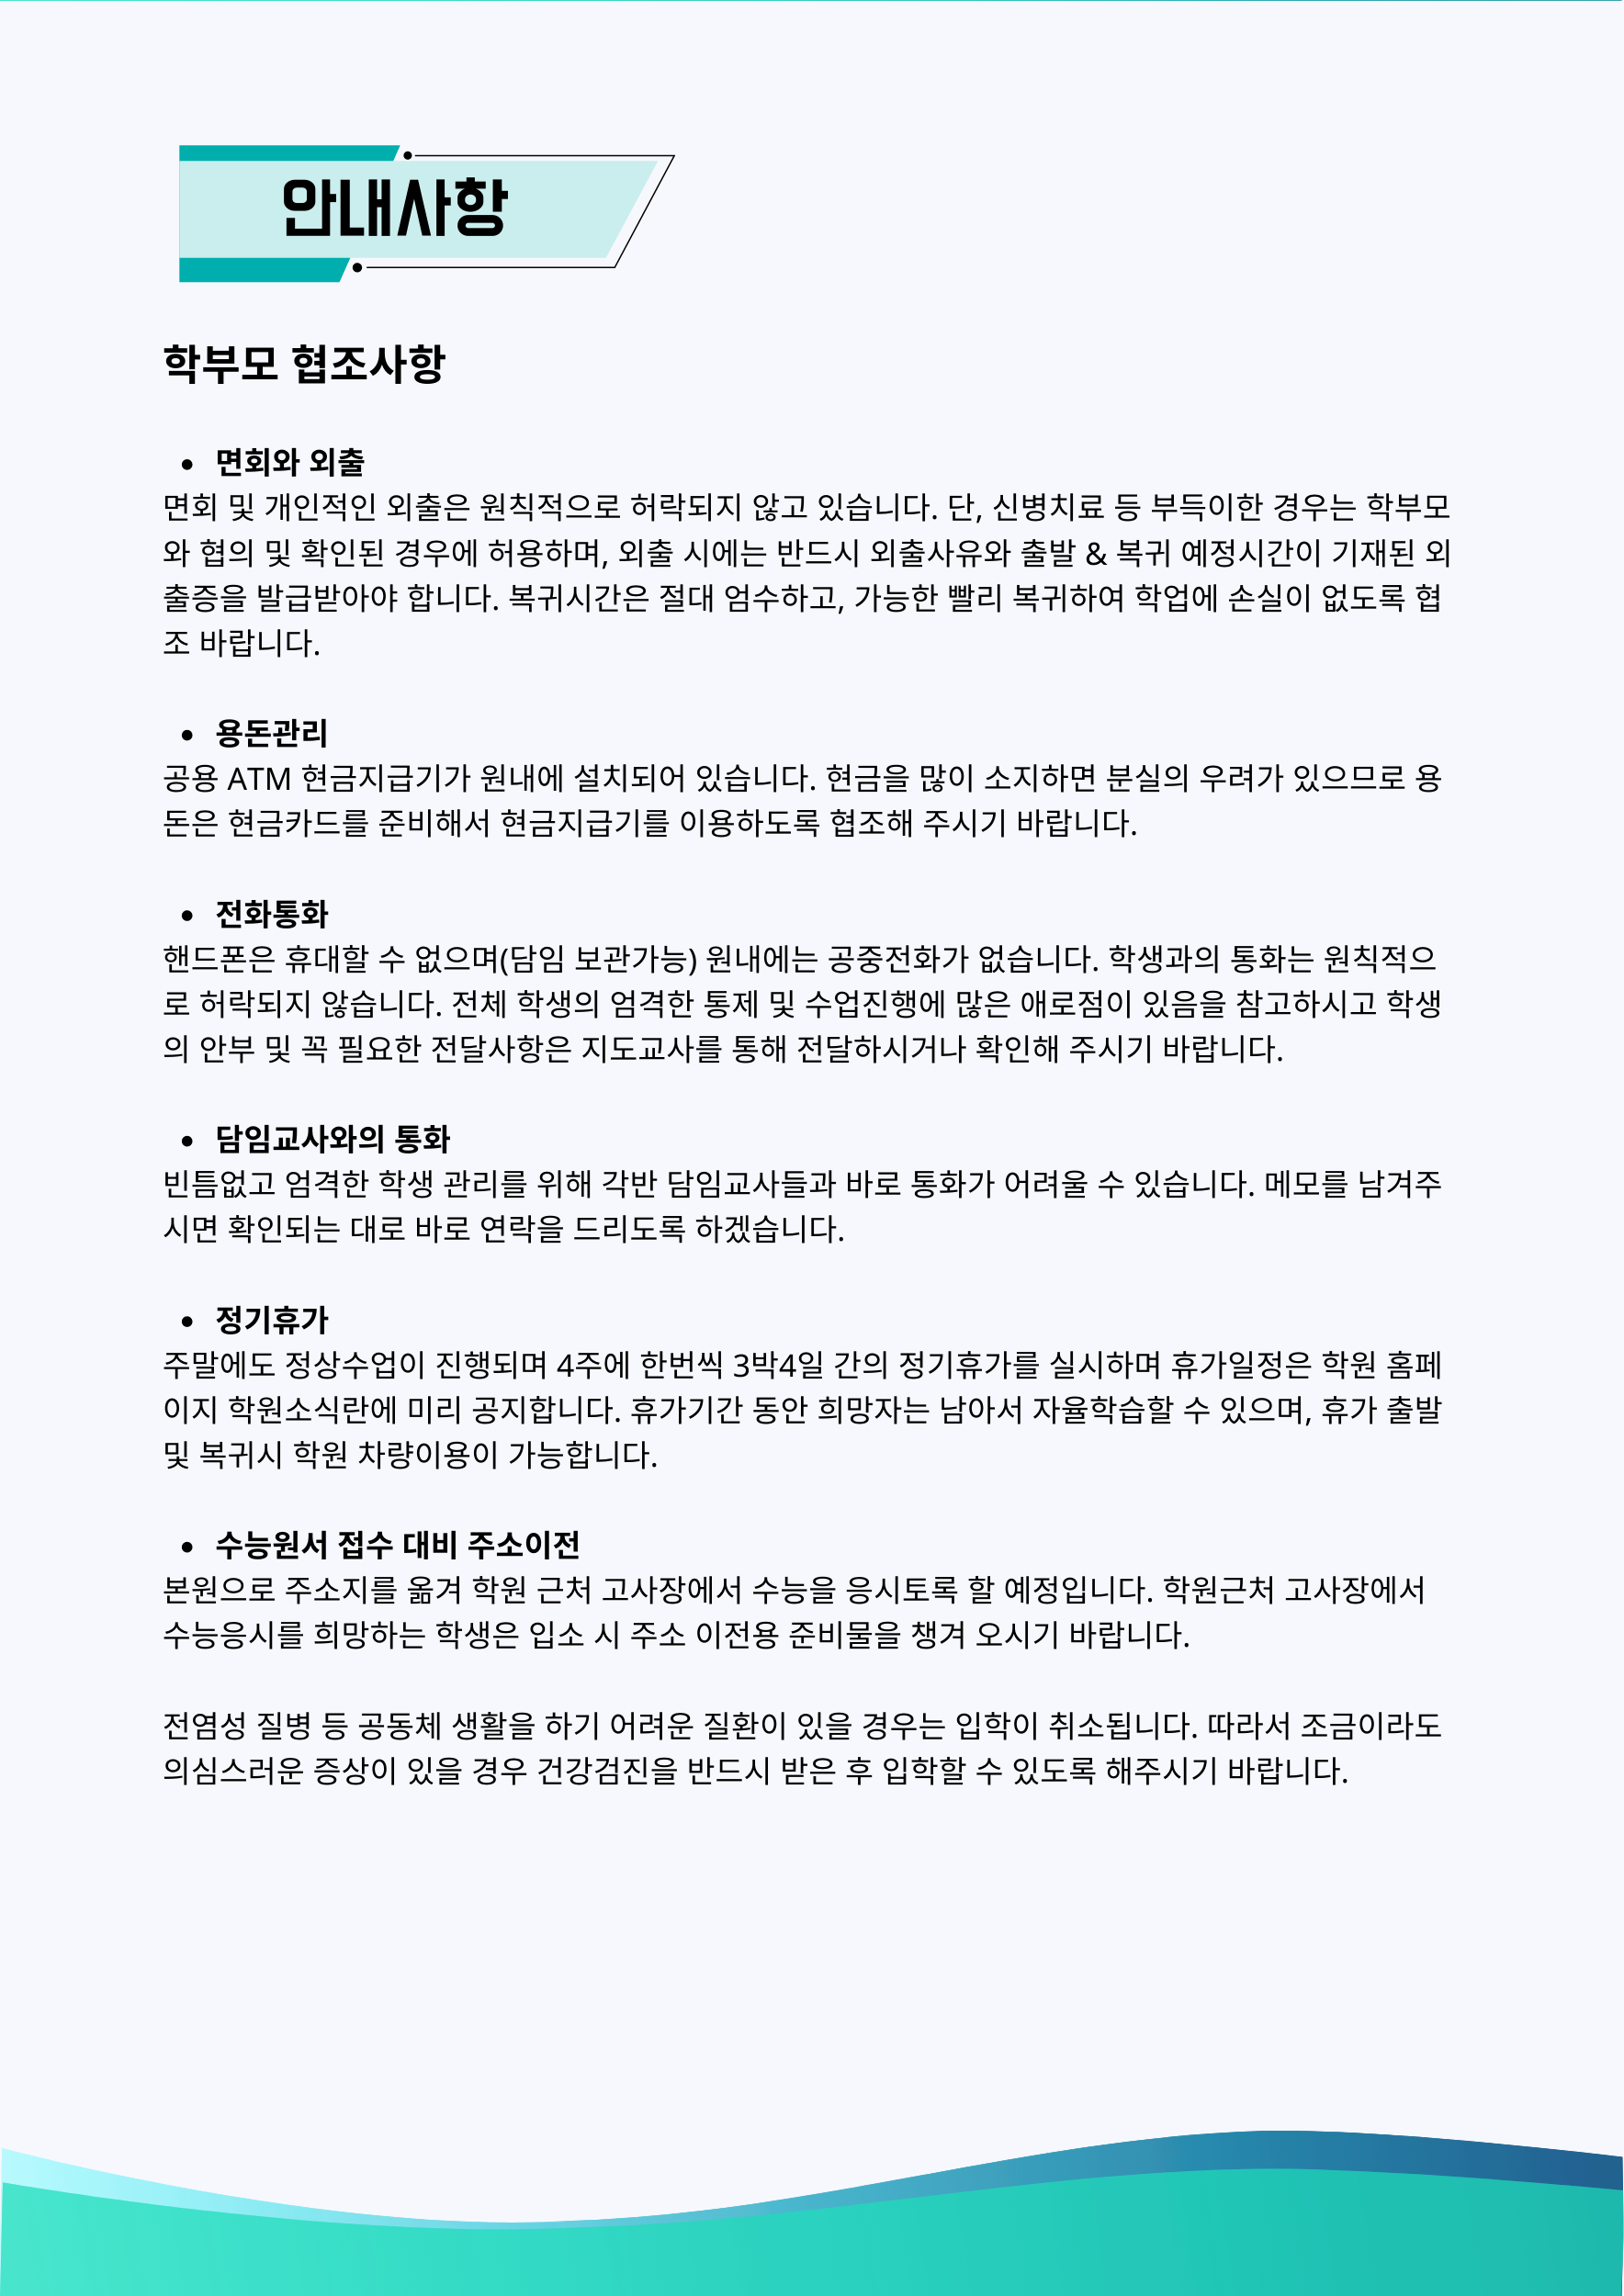 안내사항
학부모 협조사항
• 면회와 외출
면회 및 개인적인 외출은 원칙적으로 허락되지 않고 있습니다. 단, 신병치료 등 부득이한 경우는 학부모
와 협의 및 확인된 경우에 허용하며, 외출 시에는 반드시 외출사유와 출발 & 복귀 예정시간이 기재된 외
출증을 발급받아야 합니다. 복귀시간은 절대 엄수하고, 가능한 빨리 복귀하여 학업에 손실이 없도록 협
조 바랍니다.
• 용돈관리
공용 ATM 현금지급기가 원내에 설치되어 있습니다. 현금을 많이 소지하면 분실의 우려가 있으므로 용
돈은 현금카드를 준비해서 현금지급기를 이용하도록 협조해 주시기 바랍니다.
• 전화통화
핸드폰은 휴대할 수 없으며(담임 보관가능) 원내에는 공중전화가 없습니다. 학생과의 통화는 원칙적으
로 허락되지 않습니다. 전체 학생의 엄격한 통제 및 수업진행에 많은 애로점이 있음을 참고하시고 학생
의 안부 및 꼭 필요한 전달사항은 지도교사를 통해 전달하시거나 확인해 주시기 바랍니다.
• 담임교사와의 통화
빈틈없고 엄격한 학생 관리를 위해 각반 담임교사들과 바로 통화가 어려울 수 있습니다. 메모를 남겨주
시면 확인되는 대로 바로 연락을 드리도록 하겠습니다.
• 정기휴가
주말에도 정상수업이 진행되며 4주에 한번씩 3박4일 간의 정기휴가를 실시하며 휴가일정은 학원 홈페
이지 학원소식란에 미리 공지합니다. 휴가기간 동안 희망자는 남아서 자율학습할 수 있으며, 휴가 출발
및 복귀시 학원 차량이용이 가능합니다.
• 수능원서 접수 대비 주소이전
본원으로 주소지를 옮겨 학원 근처 고사장에서 수능을 응시토록 할 예정입니다. 학원근처 고사장에서
수능응시를 희망하는 학생은 입소 시 주소 이전용 준비물을 챙겨 오시기 바랍니다.
전염성 질병 등 공동체 생활을 하기 어려운 질환이 있을 경우는 입학이 취소됩니다. 따라서 조금이라도
의심스러운 증상이 있을 경우 건강검진을 반드시 받은 후 입학할 수 있도록 해주시기 바랍니다.